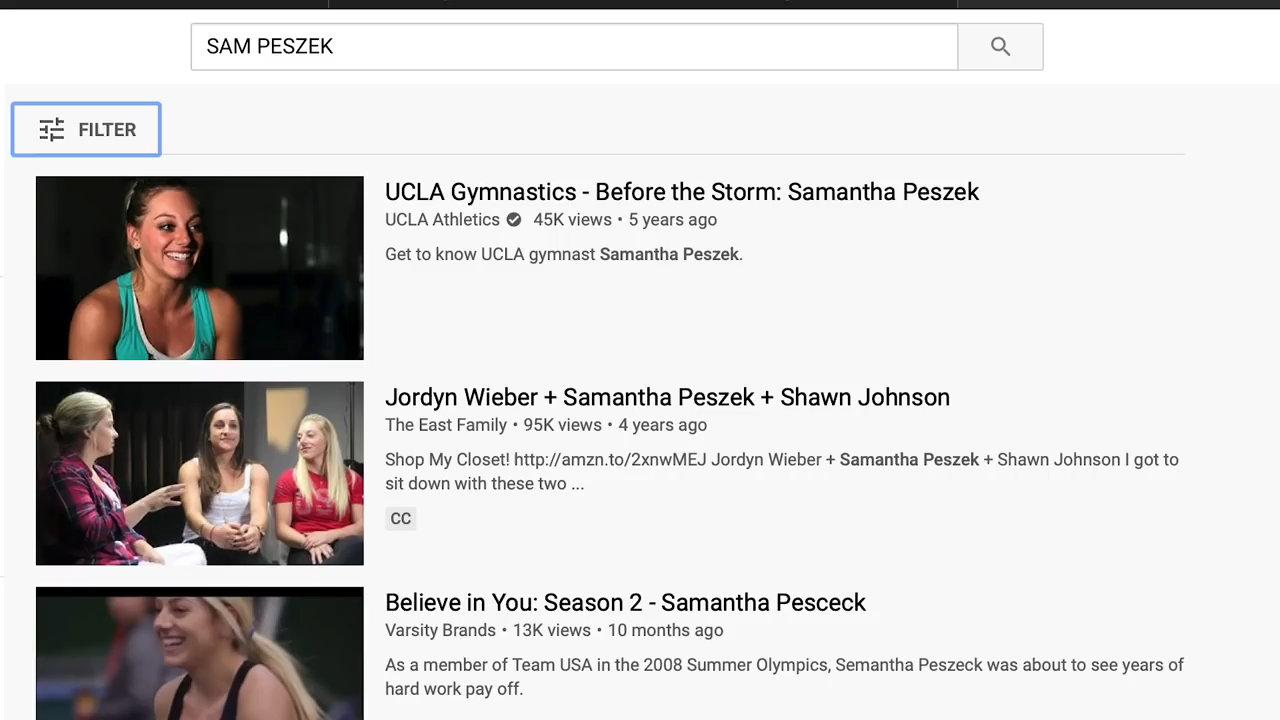 SAM PESZEK
FILTER
UCLA Gymnastics - Before the Storm: Samantha Peszek
UCLA Athletics 45K views • 5 years ago
Get to know UCLA gymnast Samantha Peszek.
Jordyn Wieber + Samantha Peszek + Shawn Johnson
The East Family • 95K views • 4 years ago
Shop My Closet! http://amzn.to/2xnwMEJ Jordyn Wieber + Samantha Peszek + Shawn Johnson I got to
sit down with these two ...
CC
Believe in You: Season 2 - Samantha Pesceck
Varsity Brands • 13K views • 10 months ago
As a member of Team USA in the 2008 Summer Olympics, Semantha Peszeck was about to see years of
hard work pay off.